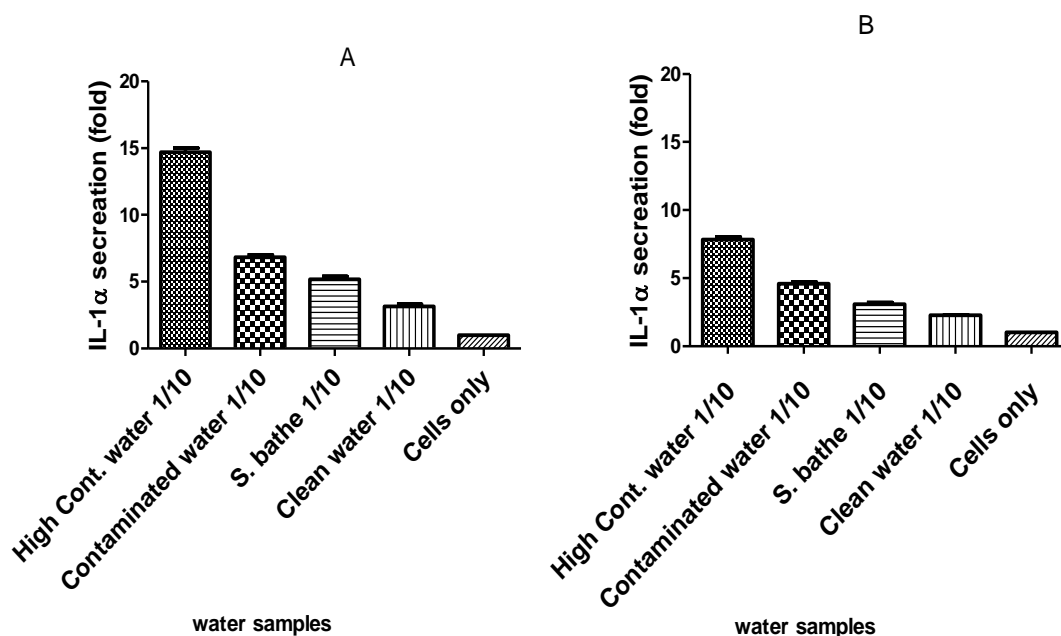 A
IL-1α secreation (fold)
20
15
10
5
0
High Cont. water 1/10
Contaminated water 1/10
S. bathe 1/10
Clean water 1/10
Cells only
water samples
B
IL-1α secreation (fold)
20
15
10
5
0
High Cont. water 1/10
Contaminated water 1/10
S. bathe 1/10
Clean water 1/10
Cells only
water samples